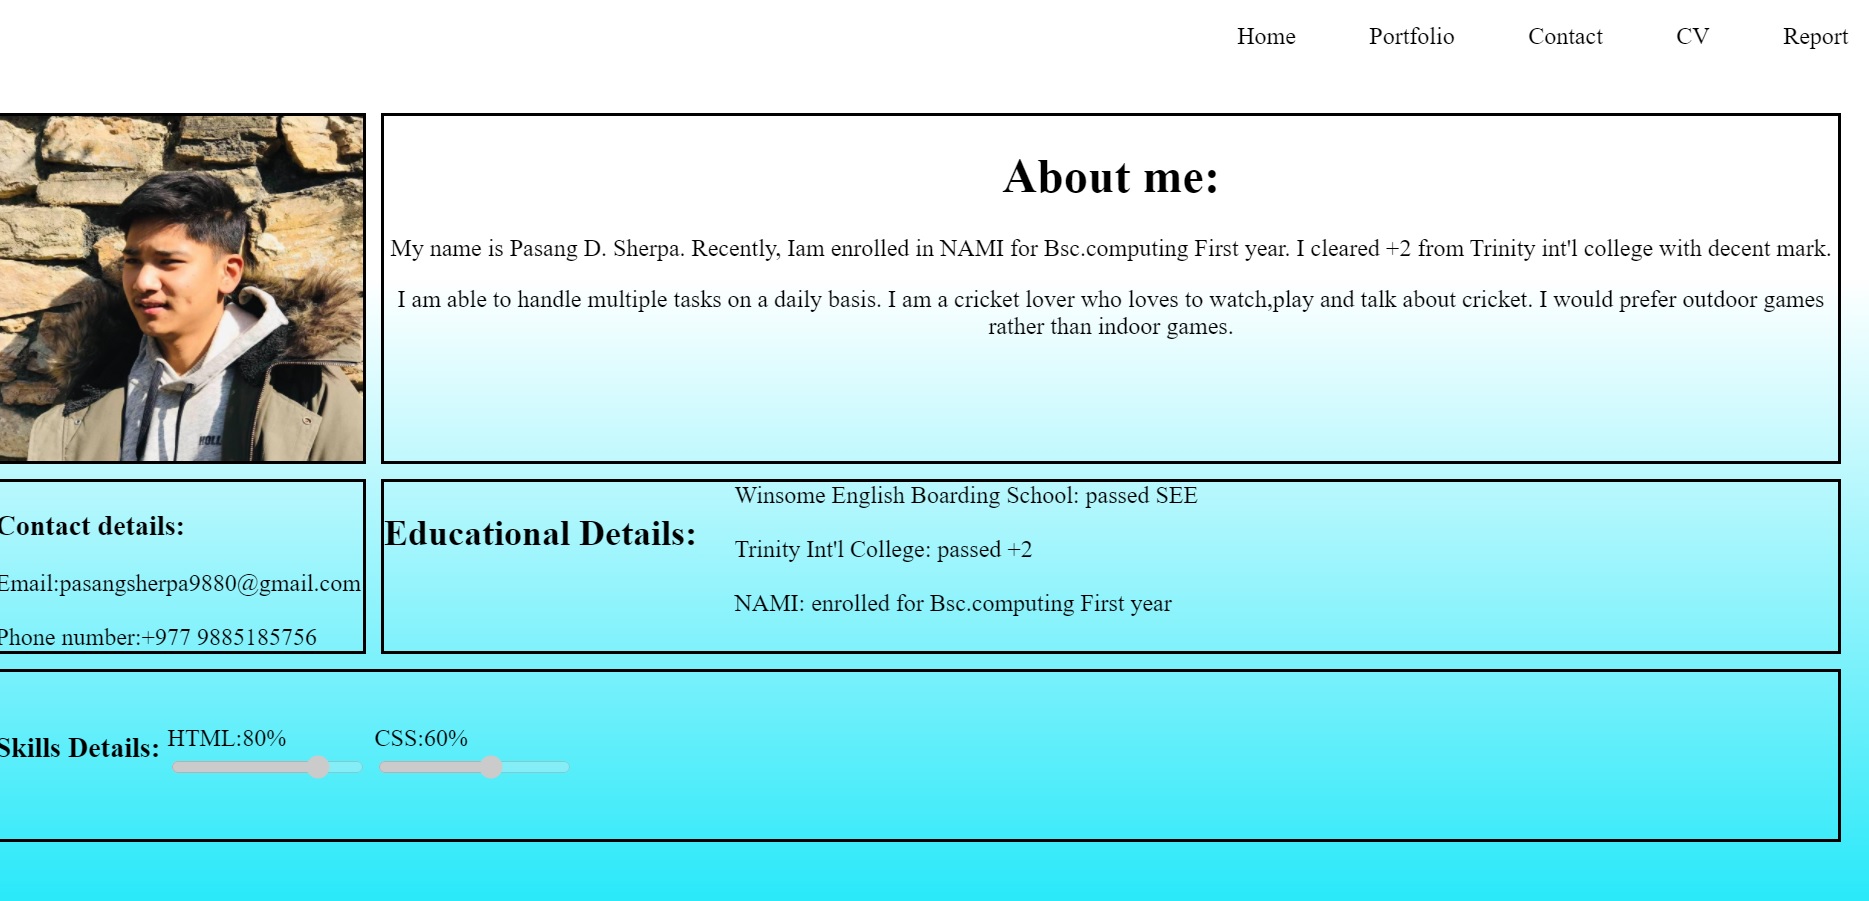 Home Portfolio Contact CV Report
About me:
My name is Pasang D. Sherpa. Recently, Iam enrolled in NAMI for Bsc.computing First year. I cleared +2 from Trinity int'l college with decent mark.
I am able to handle multiple tasks on a daily basis. I am a cricket lover who loves to watch,play and talk about cricket. I would prefer outdoor games
rather than indoor games.
Contact details:
Email:pasangsherpa9880@gmail.com
Phone number:+977 9885185756
Educational Details:
Winsome English Boarding School: passed SEE
Trinity Int'l College: passed +2
NAMI: enrolled for Bsc.computing First year
Skills Details:
HTML:80%
CSS:60%